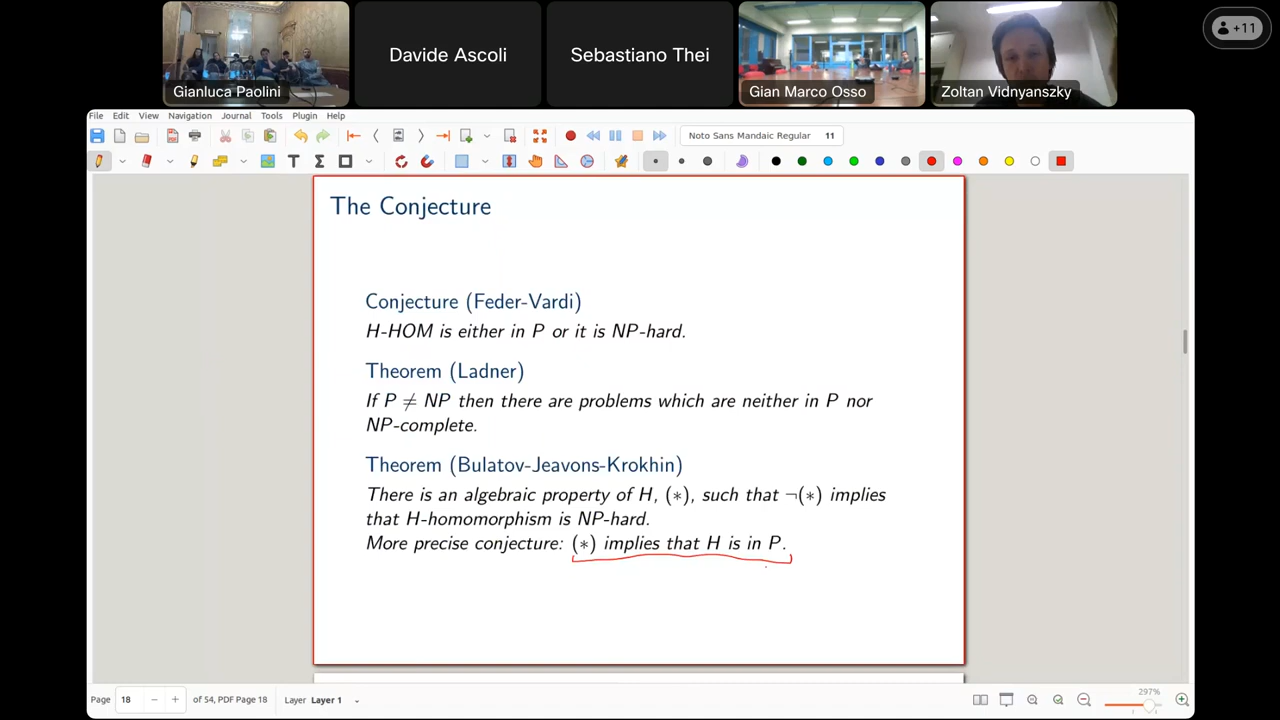 Gianluca Paolini
Davide Ascoli
Sebastiano Thei
Gian Marco Osso
Zoltan Vidnyanszky
+11
File Edit View Navigation Journal Tools Plugin Help
Noto Sans Mandaic Regular 11
The Conjecture
Conjecture (Feder-Vardi)
H-HOM is either in P or it is NP-hard.
Theorem (Ladner)
If P ≠ NP then there are problems which are neither in P nor
NP-complete.
Theorem (Bulatov-Jeavons-Krokhin)
There is an algebraic property of H, (∗), such that ¬(∗) implies
that H-homomorphism is NP-hard.
More precise conjecture: (∗) implies that H is in P.
Page 18 − + of 54, PDF Page 18 Layer Layer 1 297%